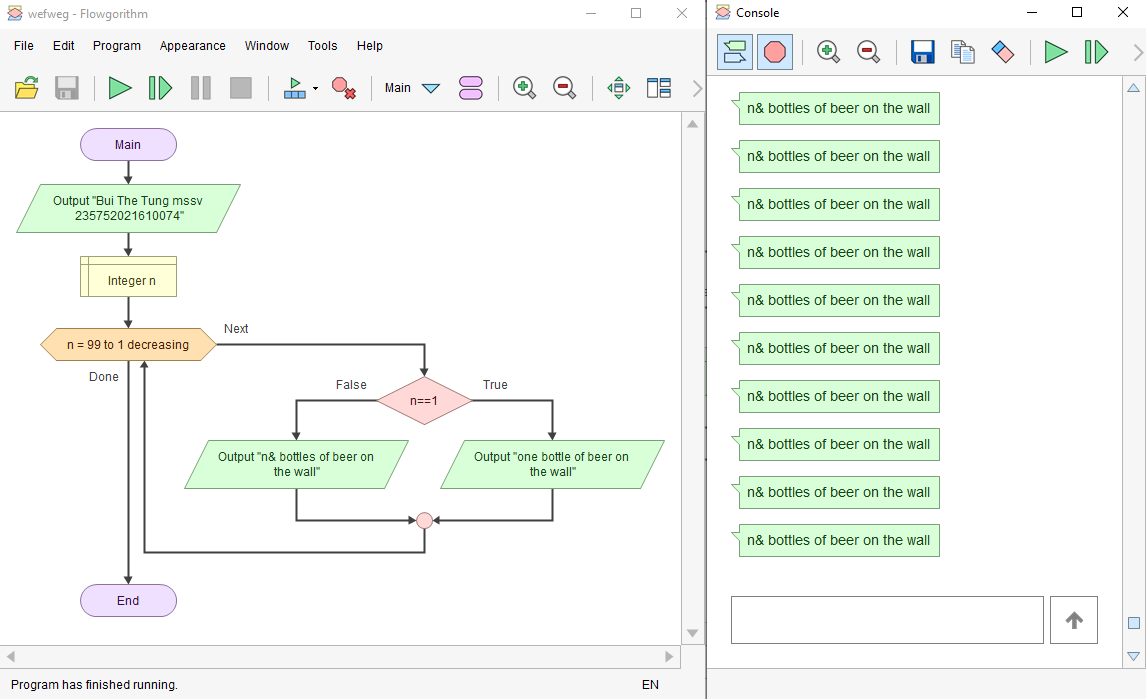 wefweg - Flowgorithm
File Edit Program Appearance Window Tools Help
Main
Main
Output "Bui The Tung mssv
235752021610074"
Integer n
n = 99 to 1 decreasing
Next
Done
False
True
n==1
Output "n& bottles of beer on
the wall"
Output "one bottle of beer on
the wall"
End
Program has finished running.
EN
Console
n& bottles of beer on the wall
n& bottles of beer on the wall
n& bottles of beer on the wall
n& bottles of beer on the wall
n& bottles of beer on the wall
n& bottles of beer on the wall
n& bottles of beer on the wall
n& bottles of beer on the wall
n& bottles of beer on the wall
n& bottles of beer on the wall